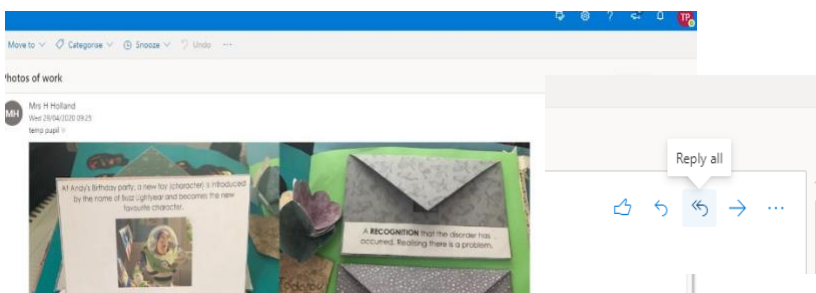 TP
Move to Categorise Snooze Undo ...
Photos of work
MH
Mrs H Holland
Wed 29/04/2020 09:25
temp pupil
At Andy's Birthday party, a new toy (character) is introduced
by the name of Buzz Lightyear and becomes the new
favourite character.
A RECOGNITION that the disorder has
occurred. Realising there is a problem.
Todorov
Reply all